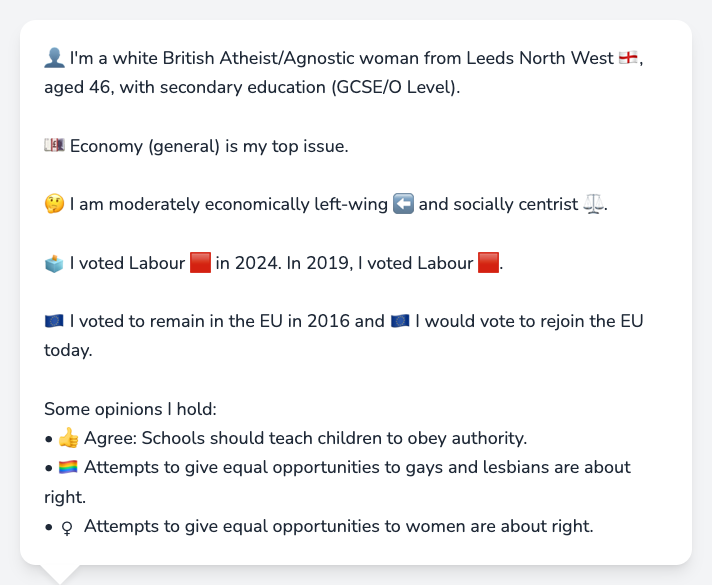 👤 I'm a white British Atheist/Agnostic woman from Leeds North West 🏴󠁧󠁢󠁥󠁮󠁧󠁿,
aged 46, with secondary education (GCSE/O Level).
💷 Economy (general) is my top issue.
🤔 I am moderately economically left-wing ⬅️ and socially centrist ⚖️.
🗳️ I voted Labour 🟥 in 2024. In 2019, I voted Labour 🟥.
🇪🇺 I voted to remain in the EU in 2016 and 🇪🇺 I would vote to rejoin the EU
today.
Some opinions I hold:
• 👍 Agree: Schools should teach children to obey authority.
• 🏳️‍🌈 Attempts to give equal opportunities to gays and lesbians are about
right.
• ♀ Attempts to give equal opportunities to women are about right.